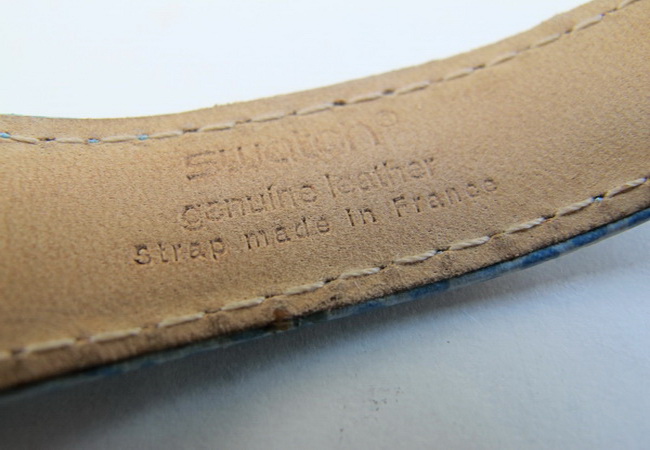 swatch®
genuine leather
strap made in France